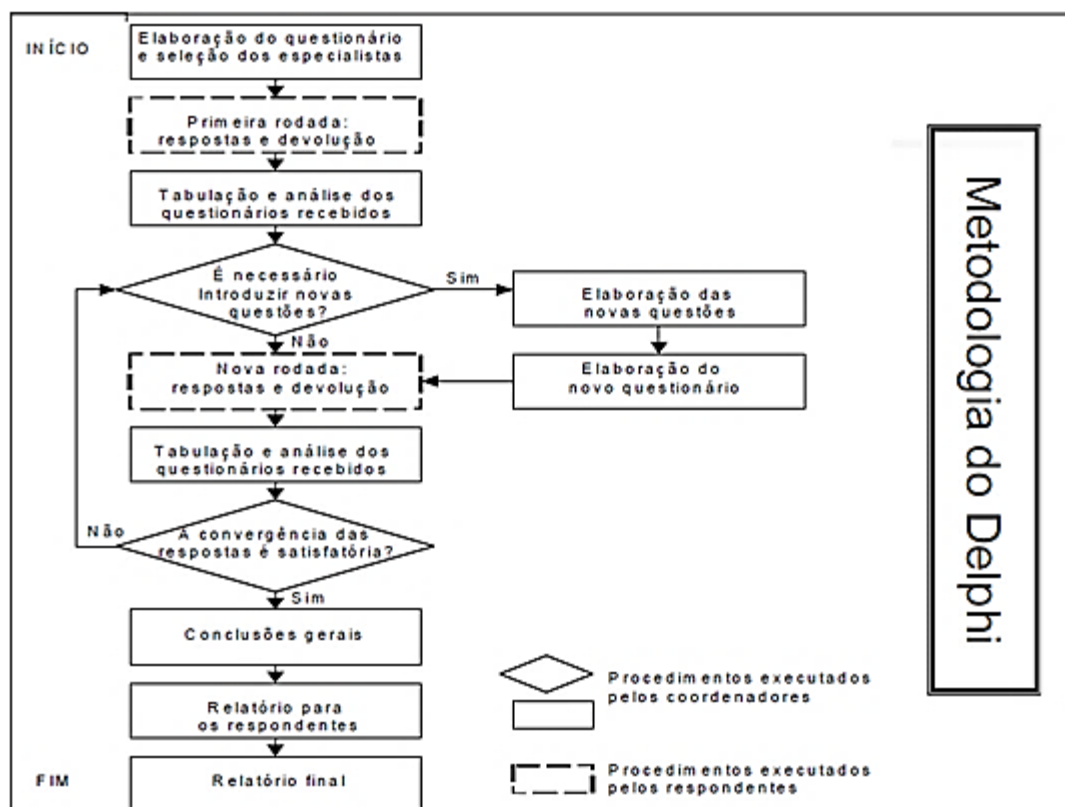 INÍCIO
Elaboração do questionário
e seleção dos especialistas
Primeira rodada:
respostas e devolução
Tabulação e análise dos
questionários recebidos
É necessário
Introduzir novas
questões?
Sim
Elaboração das
novas questões
Não
Nova rodada:
respostas e devolução
Elaboração do
novo questionário
Tabulação e análise dos
questionários recebidos
Não
A convergência das
respostas é satisfatória?
Sim
Conclusões gerais
Relatório para
os respondentes
FIM
Relatório final
Procedimentos executados
pelos coordenadores
Procedimentos executados
pelos respondentes
Metodologia do Delphi